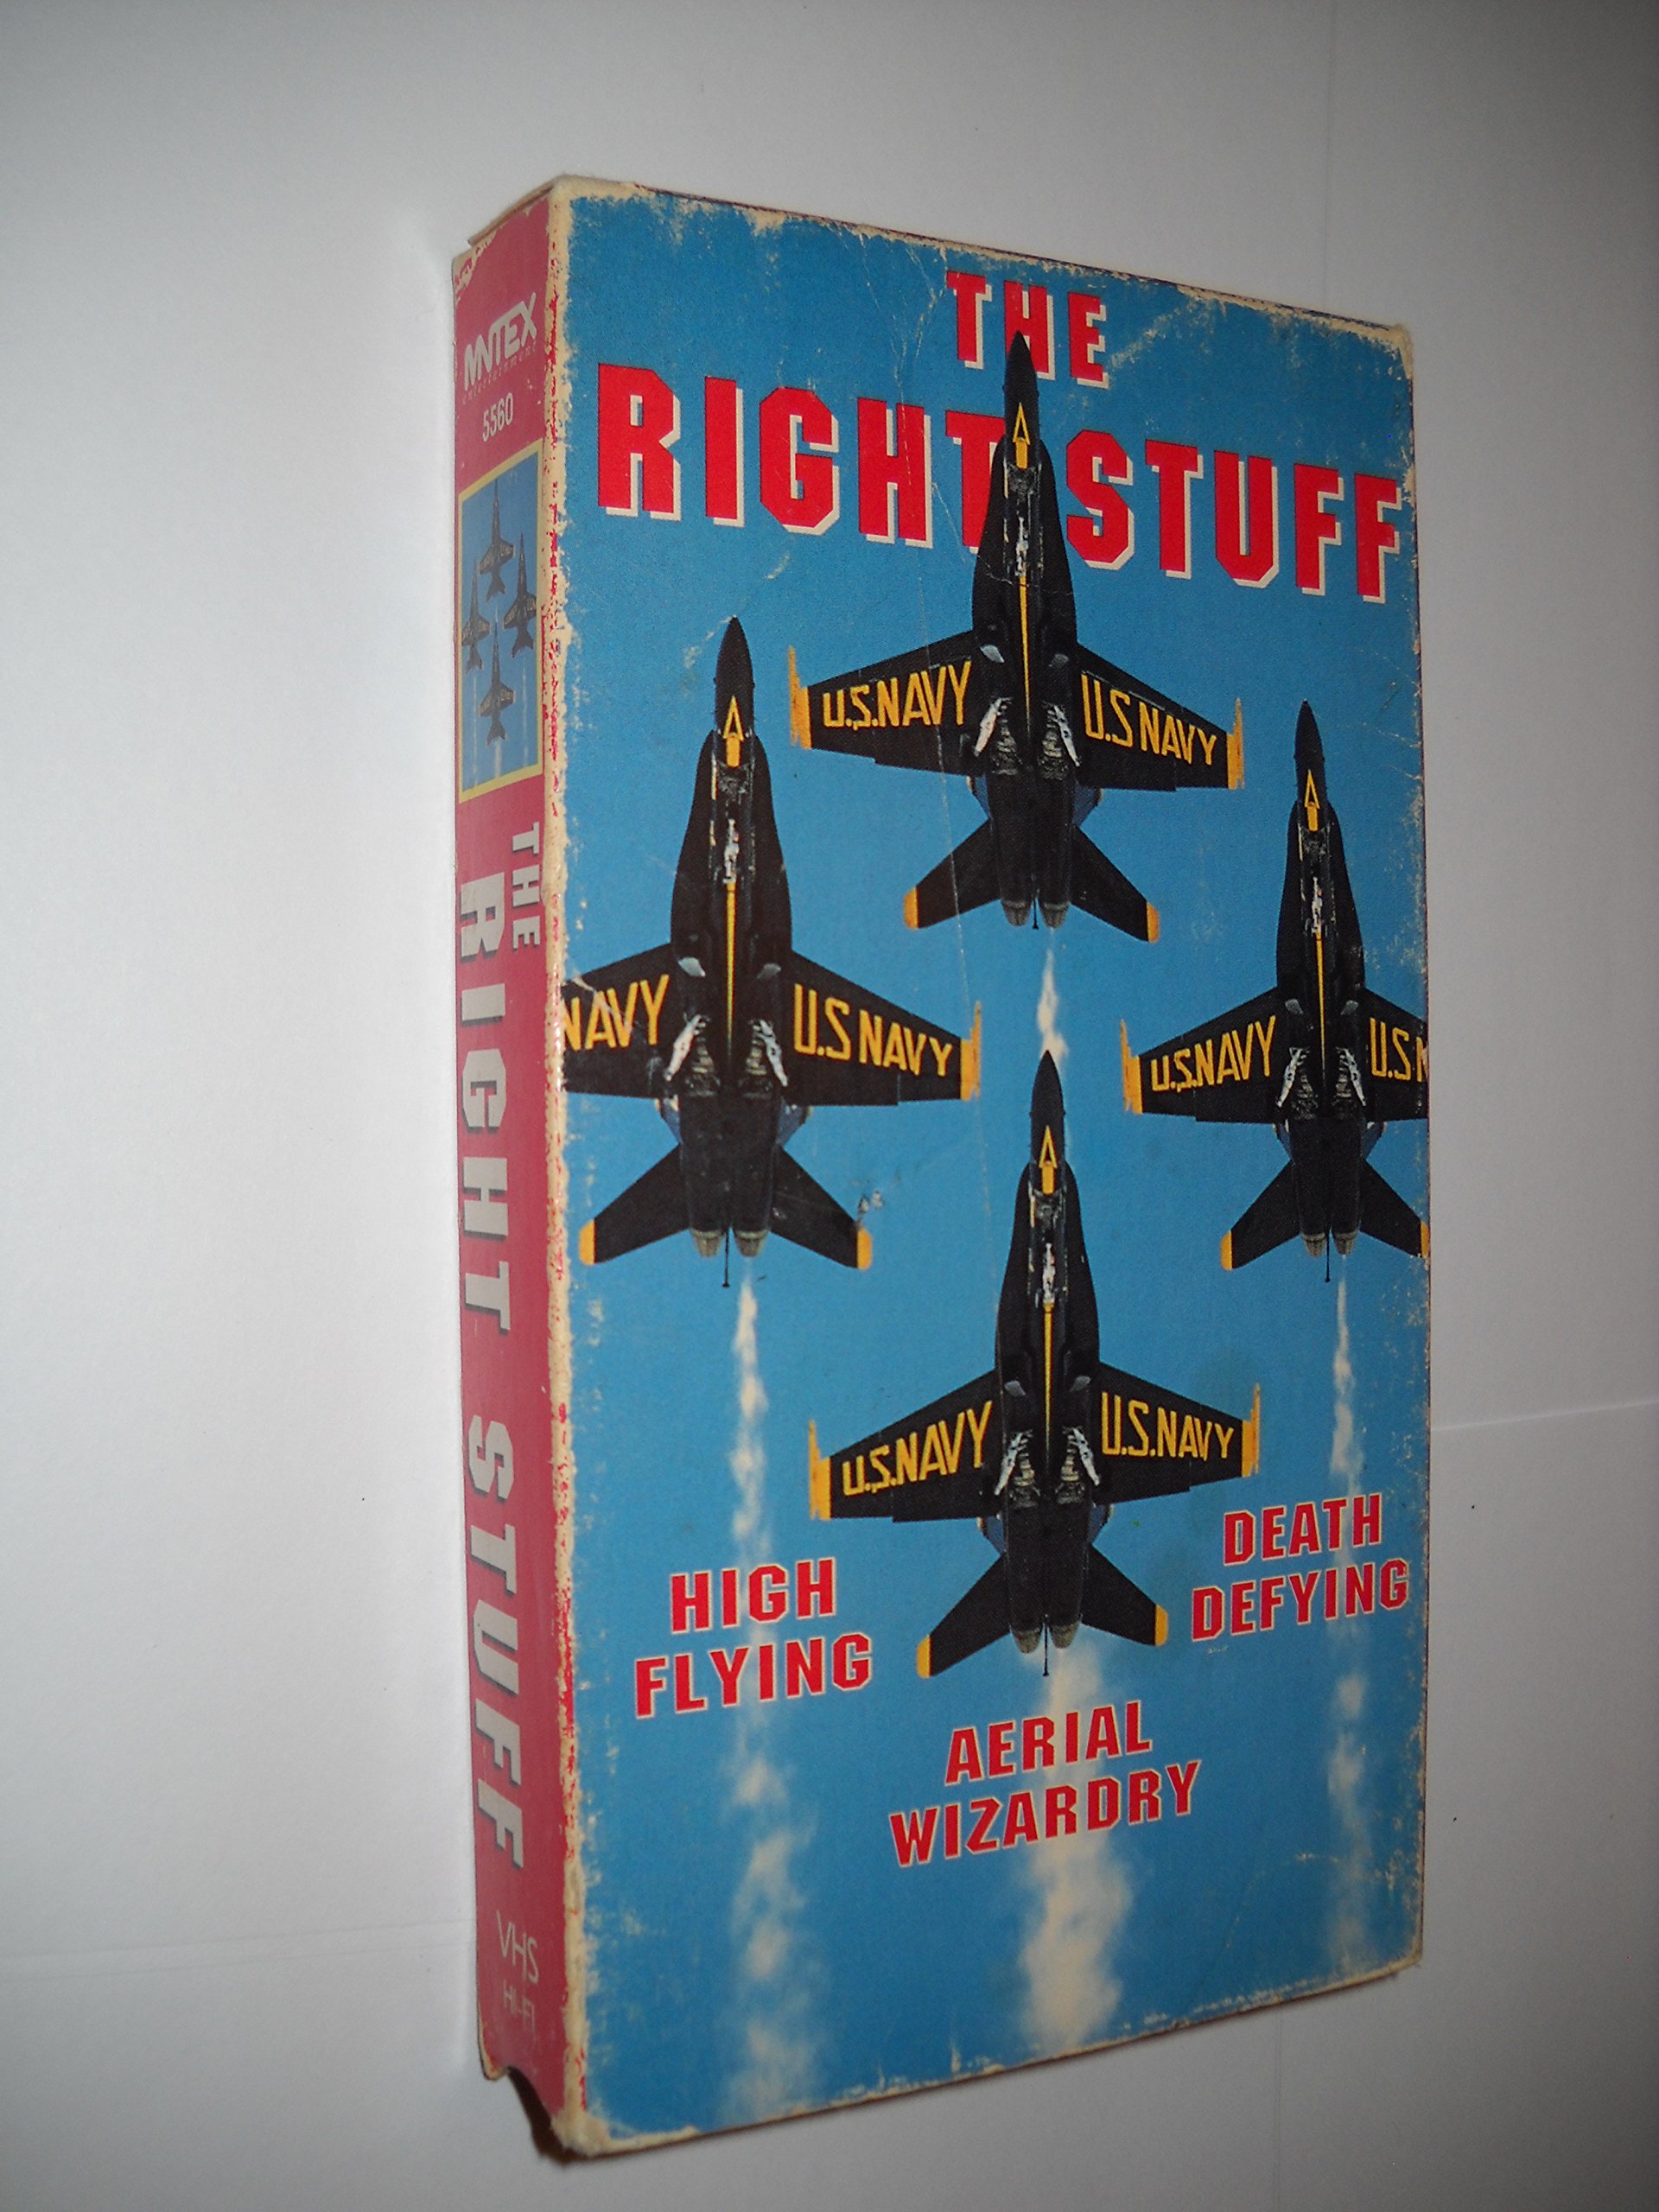 THE
RIGHT STUFF
U.S.NAVY U.S NAVY
NAVY U.S NAVY
U.S.NAVY U.S N
U.S.NAVY U.S.NAVY
HIGH
FLYING
DEATH
DEFYING
AERIAL
WIZARDRY
MNTEX
entertainment
5560
THE
RIGHT STUFF
VHS
HI-FI